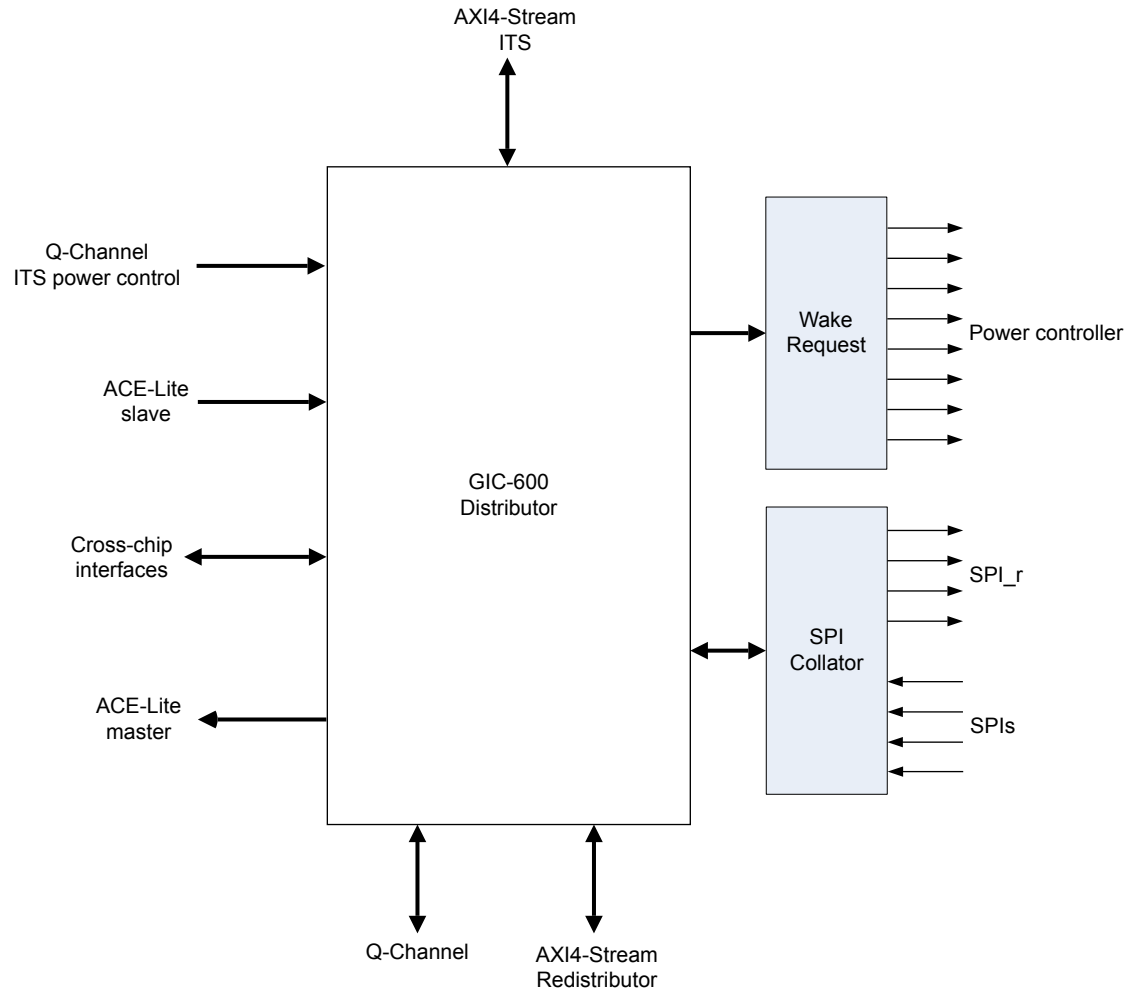 AXI4-Stream
ITS
Q-Channel
ITS power control
Wake
Request
Power controller
ACE-Lite
slave
GIC-600
Distributor
Cross-chip
interfaces
SPI_r
SPI
Collator
ACE-Lite
master
SPIs
Q-Channel
AXI4-Stream
Redistributor